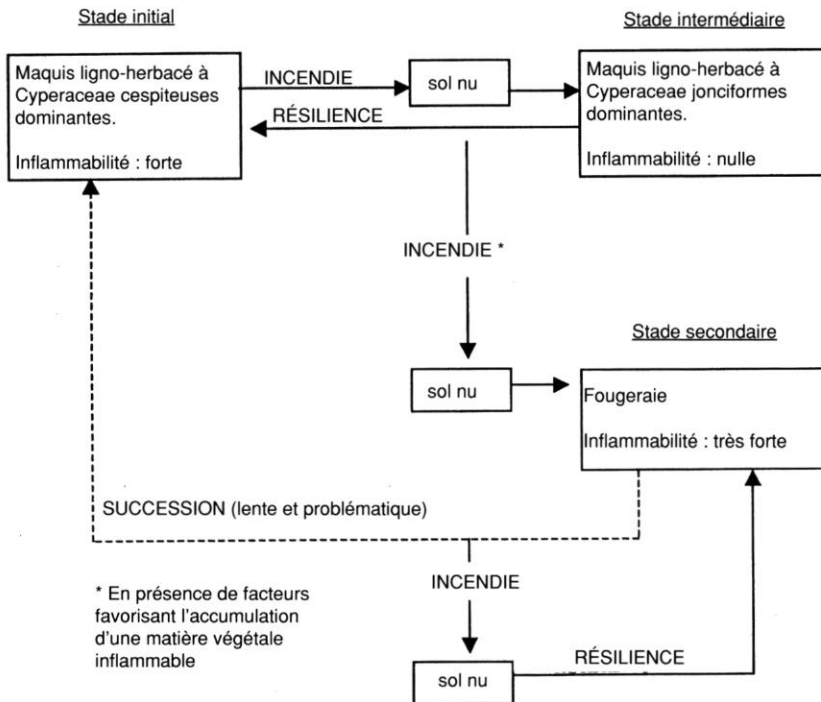 Stade initial
Stade intermédiaire
Maquis ligno-herbacé à
Cyperaceae cespiteuses
dominantes.
Inflammabilité : forte
INCENDIE
sol nu
RÉSILIENCE
Maquis ligno-herbacé à
Cyperaceae jonciformes
dominantes.
Inflammabilité : nulle
INCENDIE *
Stade secondaire
sol nu
Fougeraie
Inflammabilité : très forte
SUCCESSION (lente et problématique)
INCENDIE
* En présence de facteurs
favorisant l'accumulation
d'une matière végétale
inflammable
sol nu
RÉSILIENCE